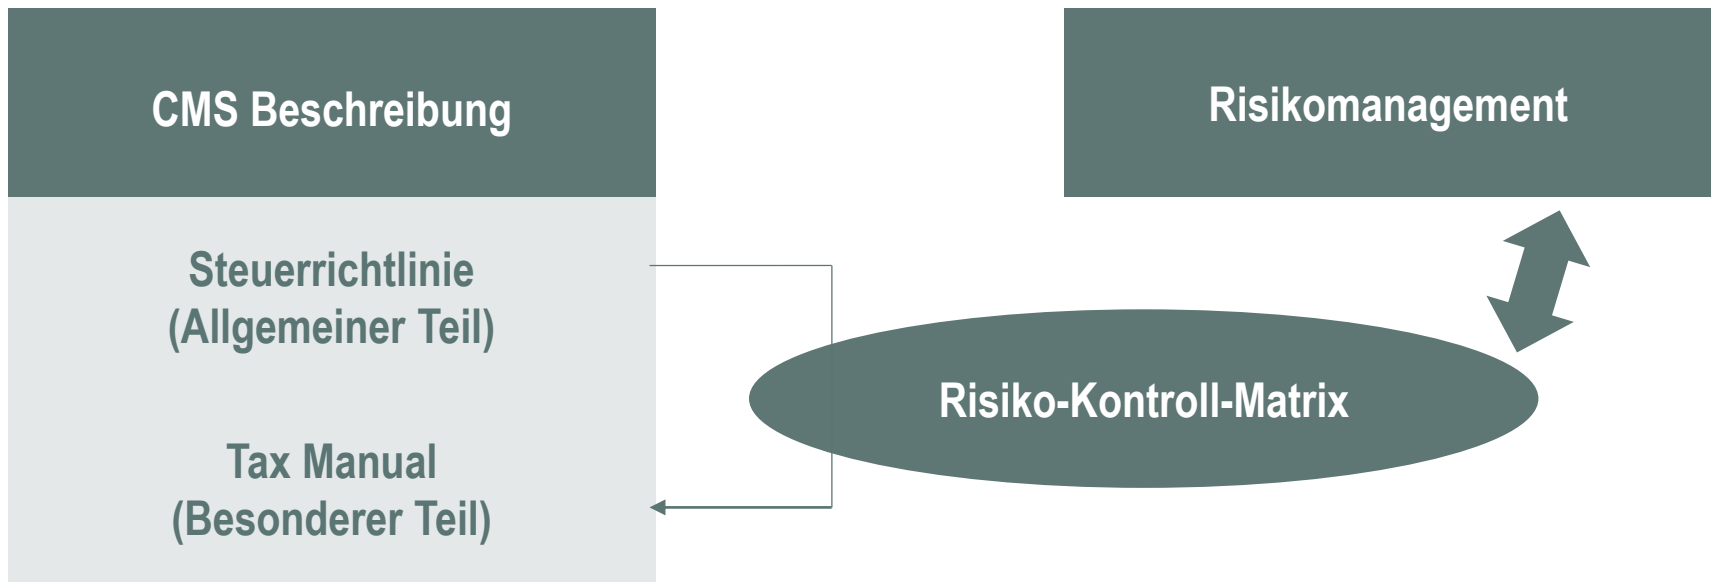 CMS Beschreibung
Risikomanagement
Steuerrichtlinie
(Allgemeiner Teil)
Risiko-Kontroll-Matrix
Tax Manual
(Besonderer Teil)